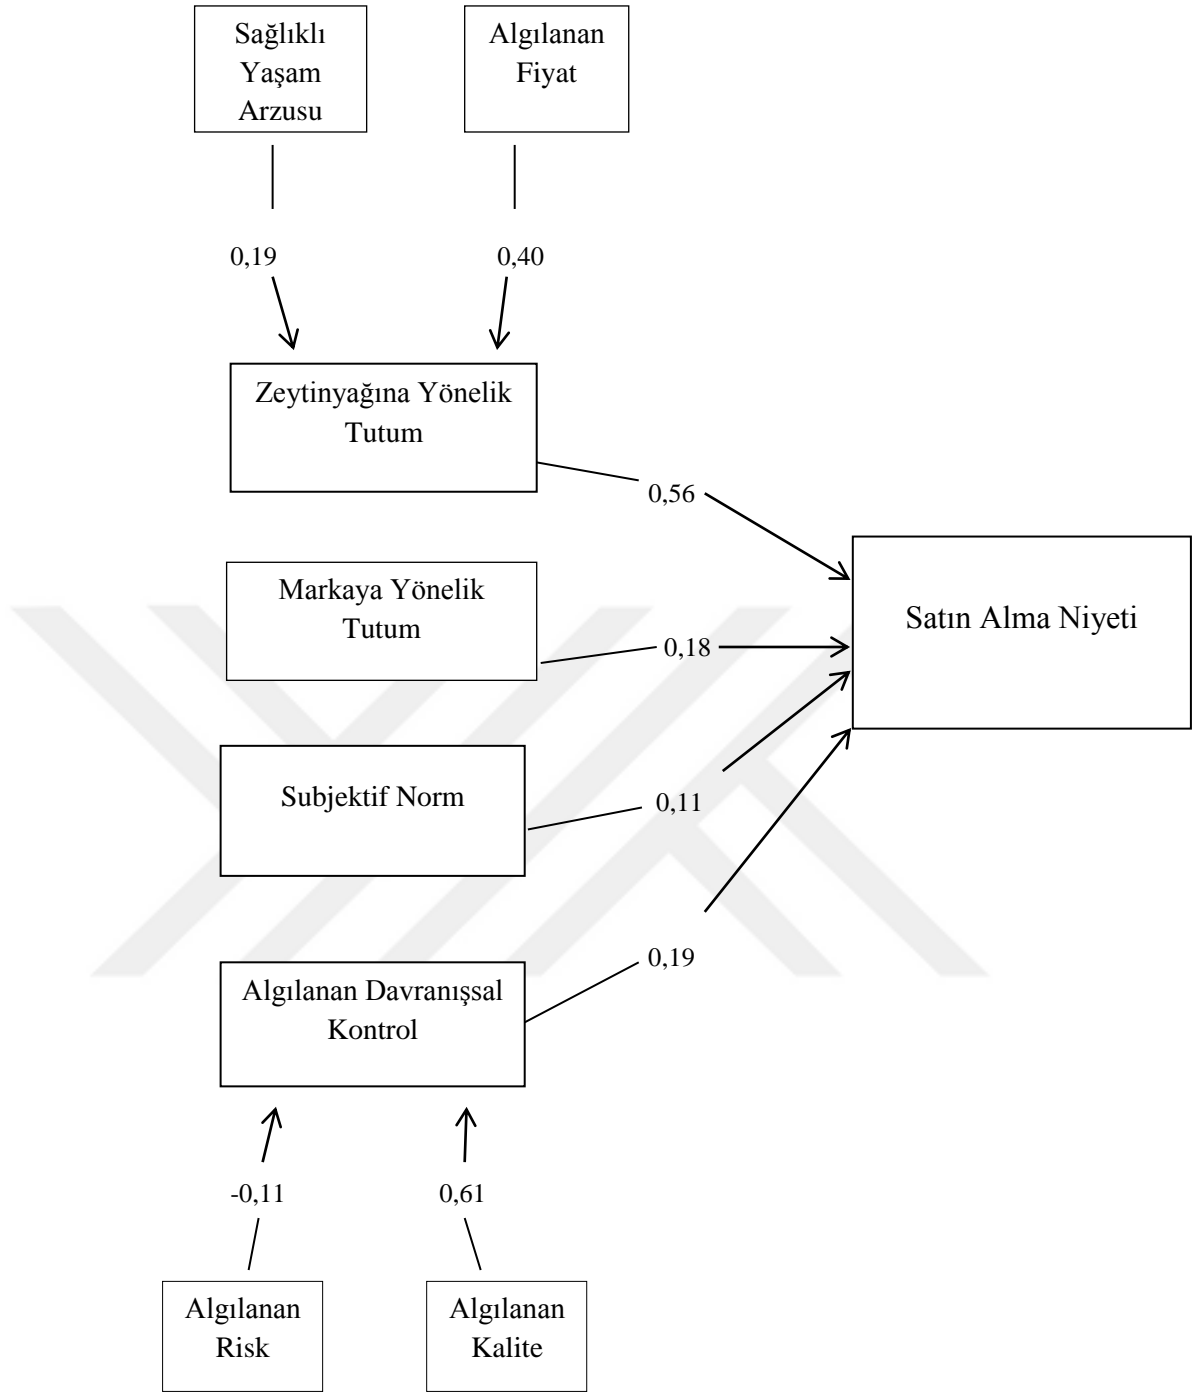 Sağlıklı
Yaşam
Arzusu
Algılanan
Fiyat
0,19
0,40
Zeytinyağına Yönelik
Tutum
0,56
Markaya Yönelik
Tutum
0,18
Satın Alma Niyeti
Subjektif Norm
0,11
0,19
Algılanan Davranışsal
Kontrol
-0,11
0,61
Algılanan
Risk
Algılanan
Kalite